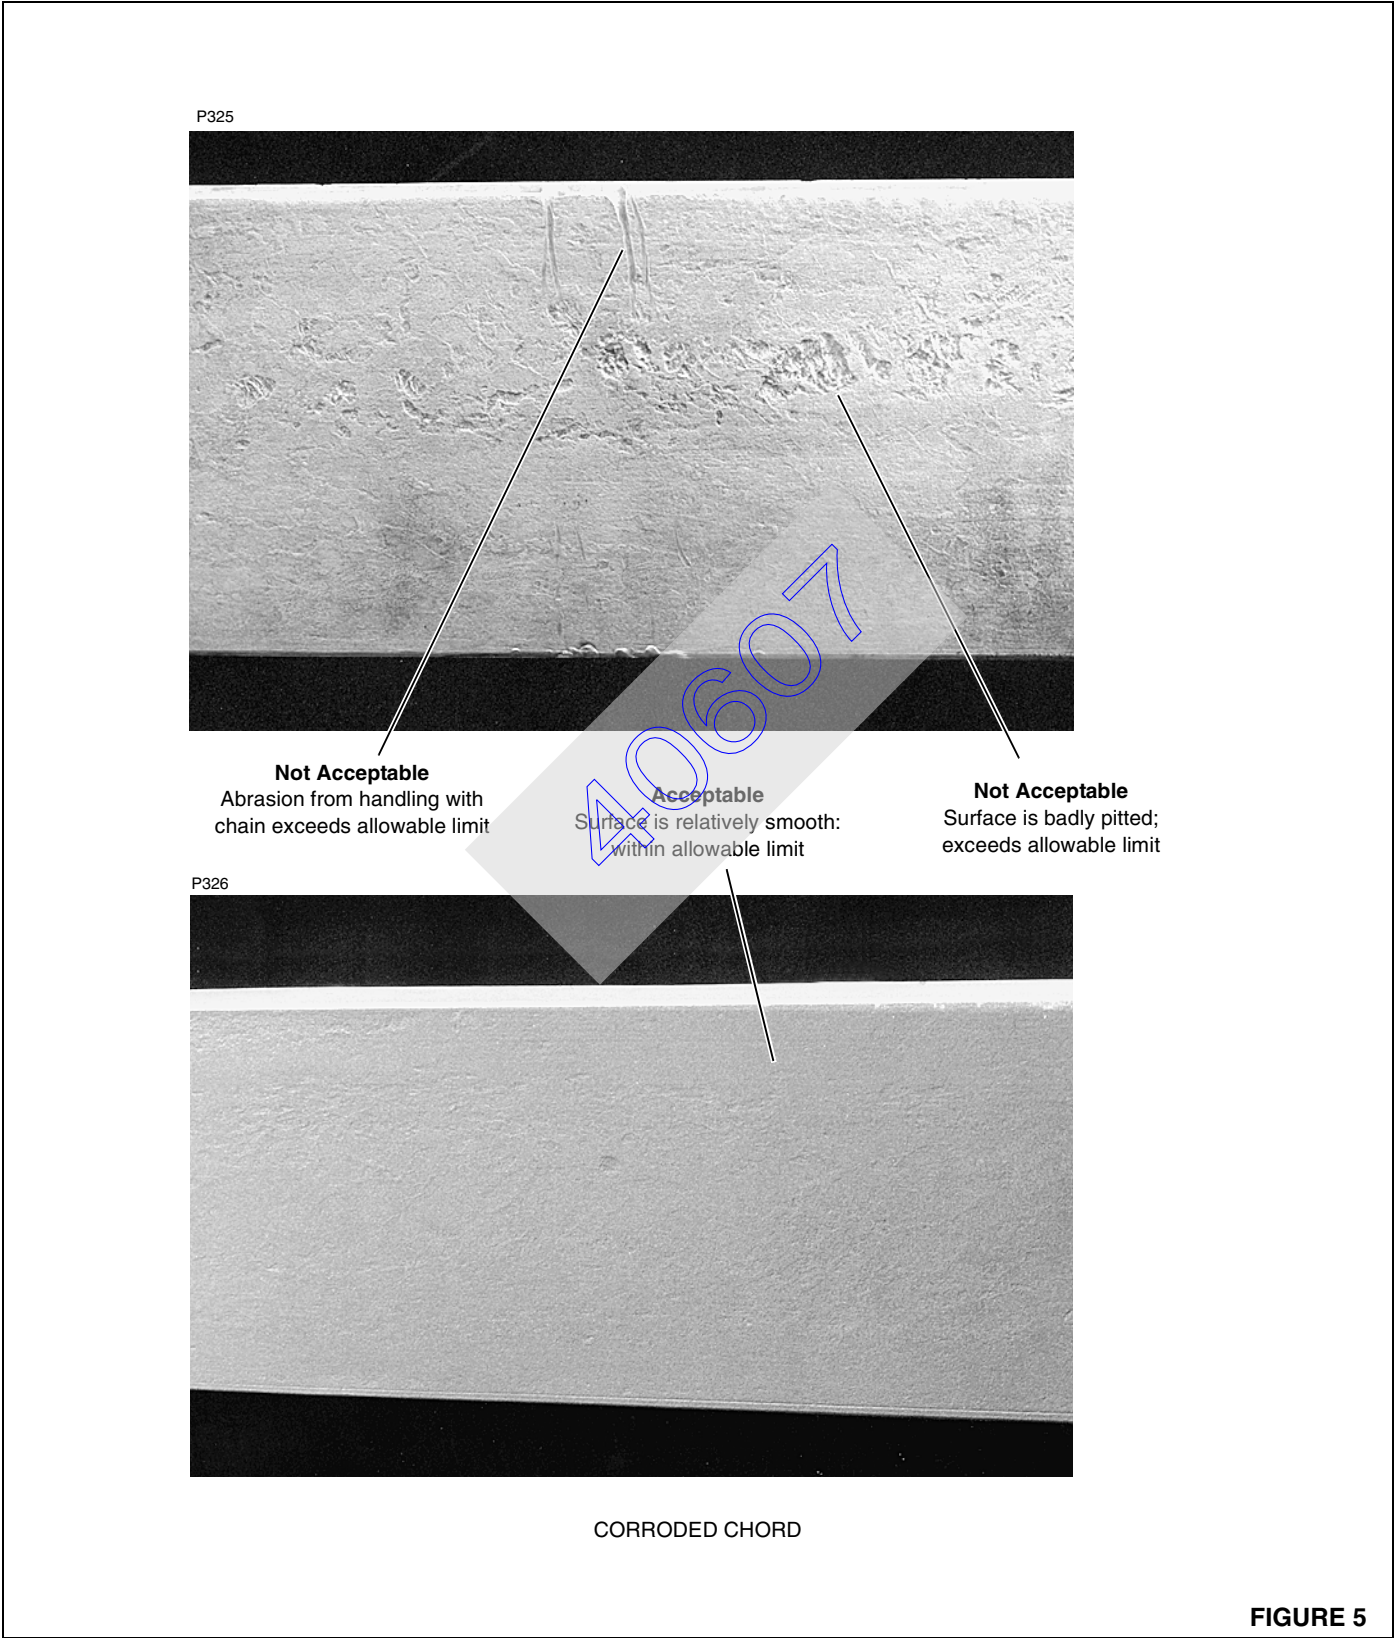 P325
Not Acceptable
Abrasion from handling with
chain exceeds allowable limit
Acceptable
Surface is relatively smooth:
within allowable limit
Not Acceptable
Surface is badly pitted;
exceeds allowable limit
40607
P326
CORRODED CHORD
FIGURE 5